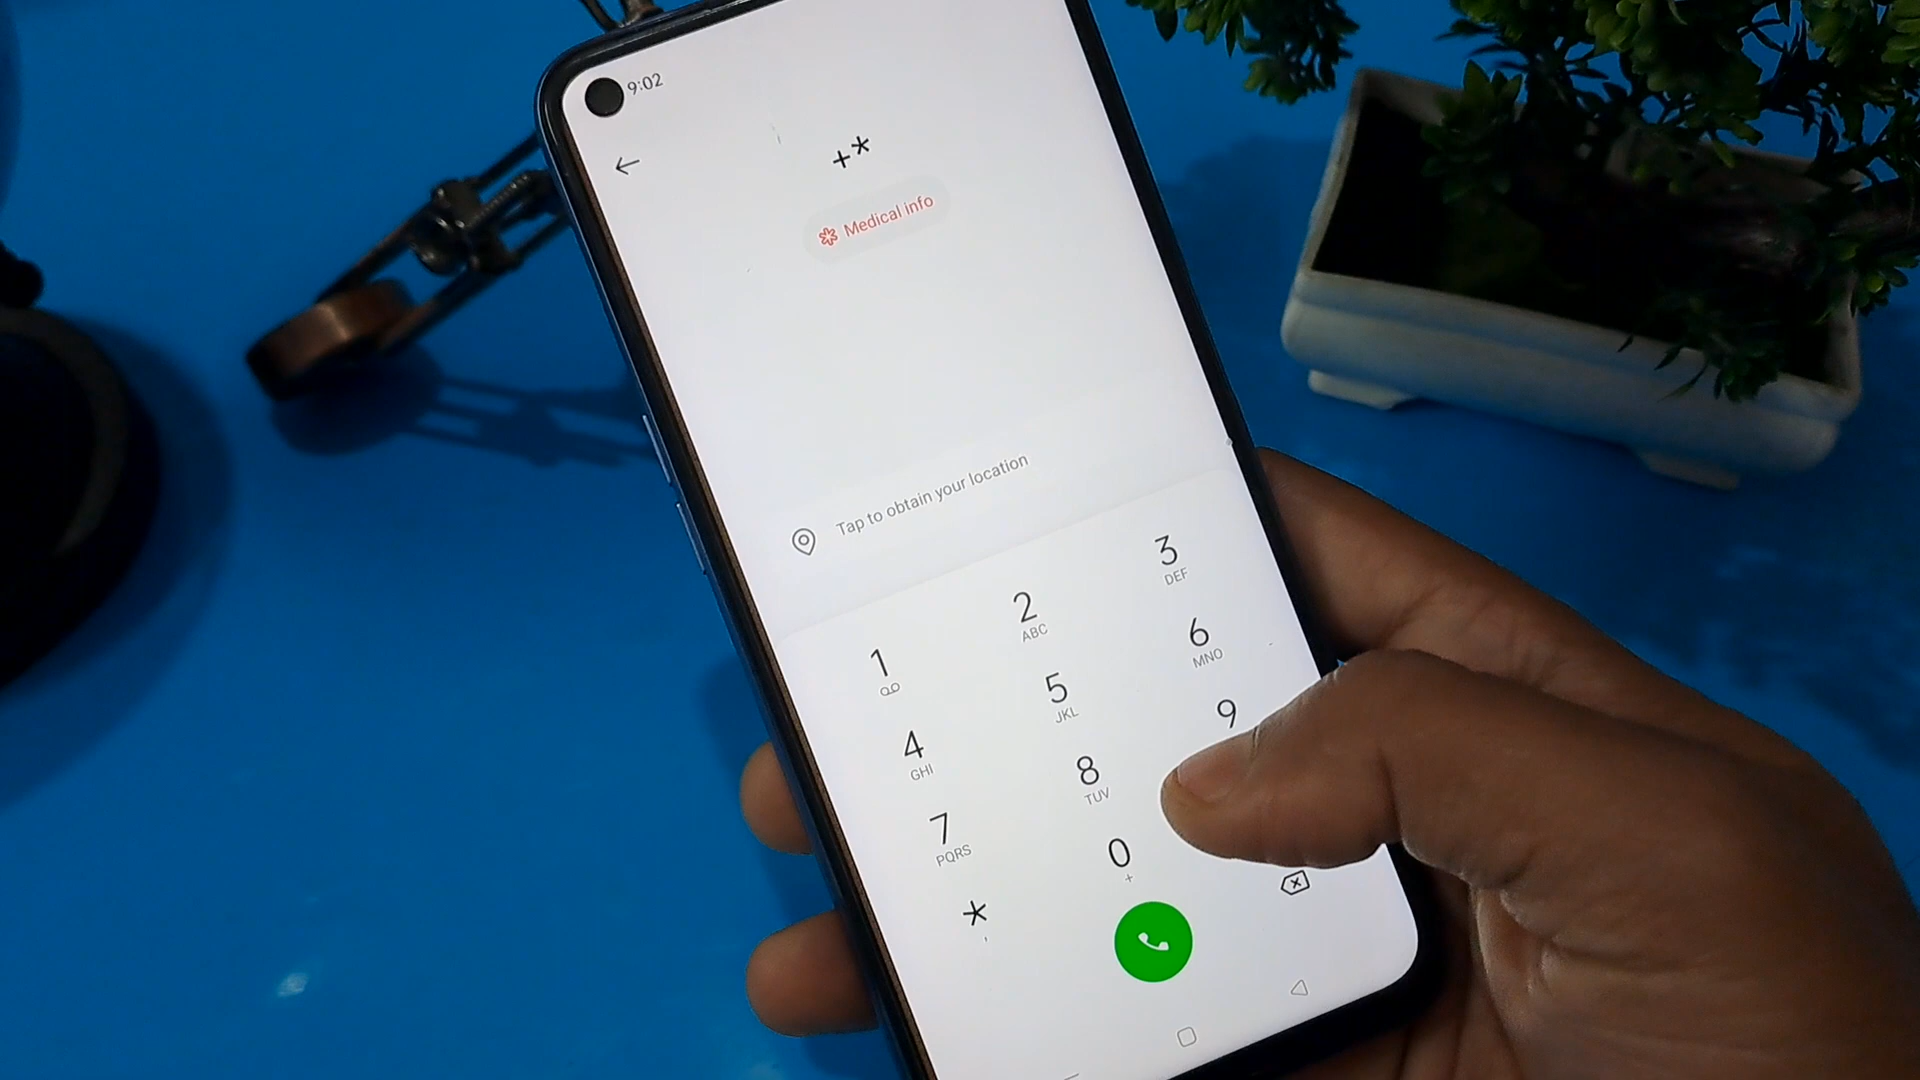 9:02
+*
Medical info
Tap to obtain your location
1 2 3
ABC DEF
4 5 6
GHI JKL MNO
7 8 9
PQRS TUV
* 0
, +